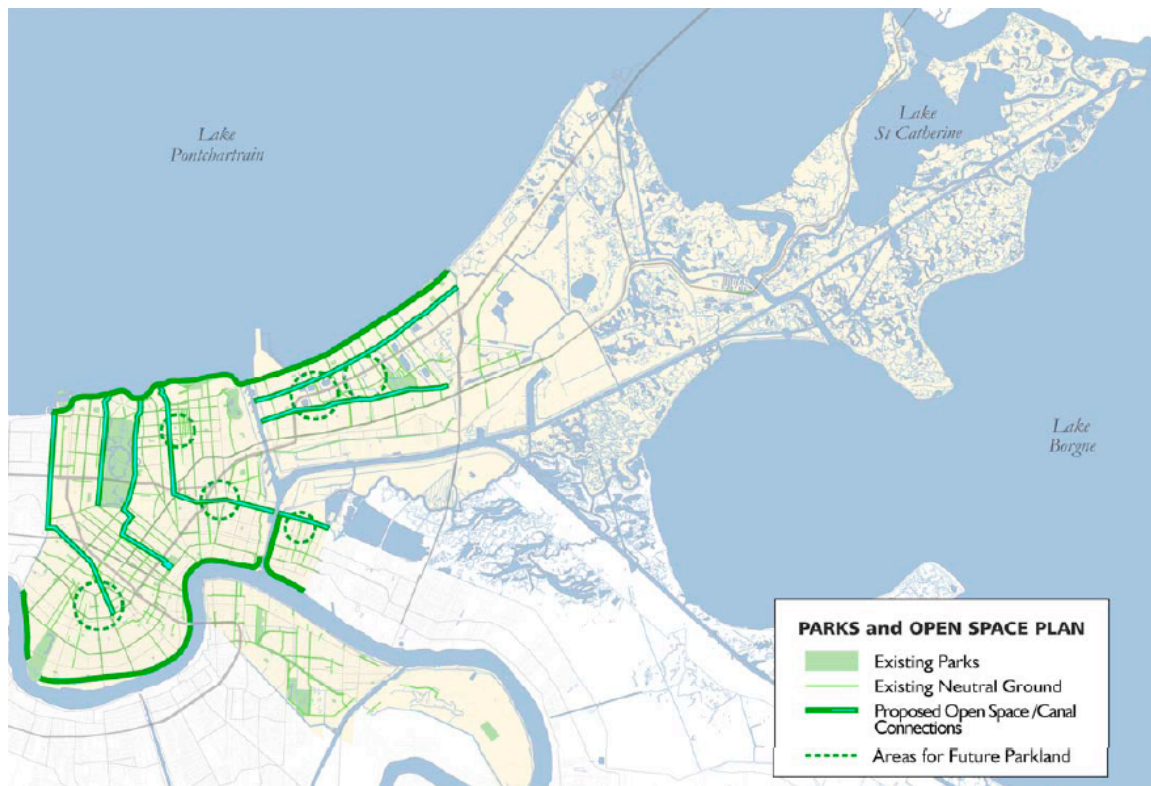 Lake
Pontchartrain
Lake
St Catherine
Lake
Borgne
PARKS and OPEN SPACE PLAN
Existing Parks
Existing Neutral Ground
Proposed Open Space/Canal
Connections
Areas for Future Parkland